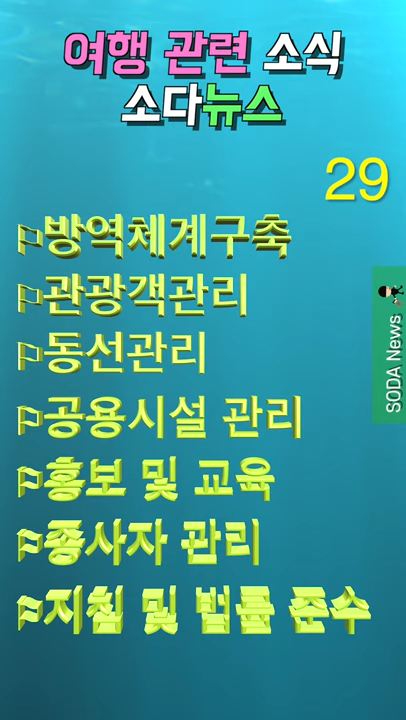 여행 관련 소식
소다뉴스
29
방역체계구축
관광객관리
동선관리
공용시설 관리
홍보 및 교육
종사자 관리
지침 및 법률 준수
SODA News